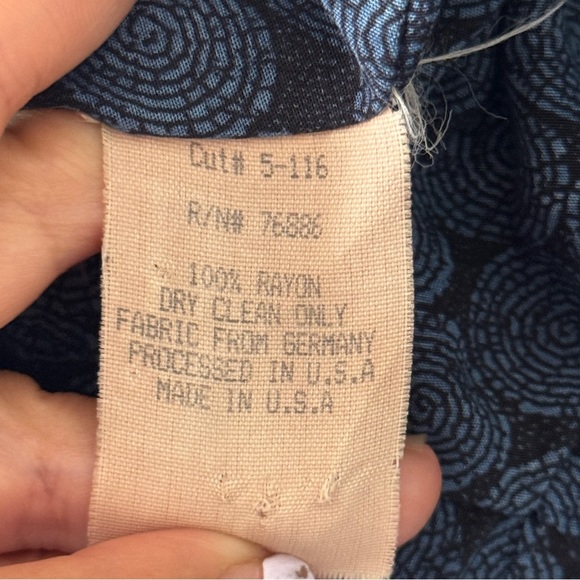 Cut# 5-116
R/N# 76886
100% RAYON
DRY CLEAN ONLY
FABRIC FROM GERMANY
PROCESSED IN U.S.A
MADE IN U.S.A